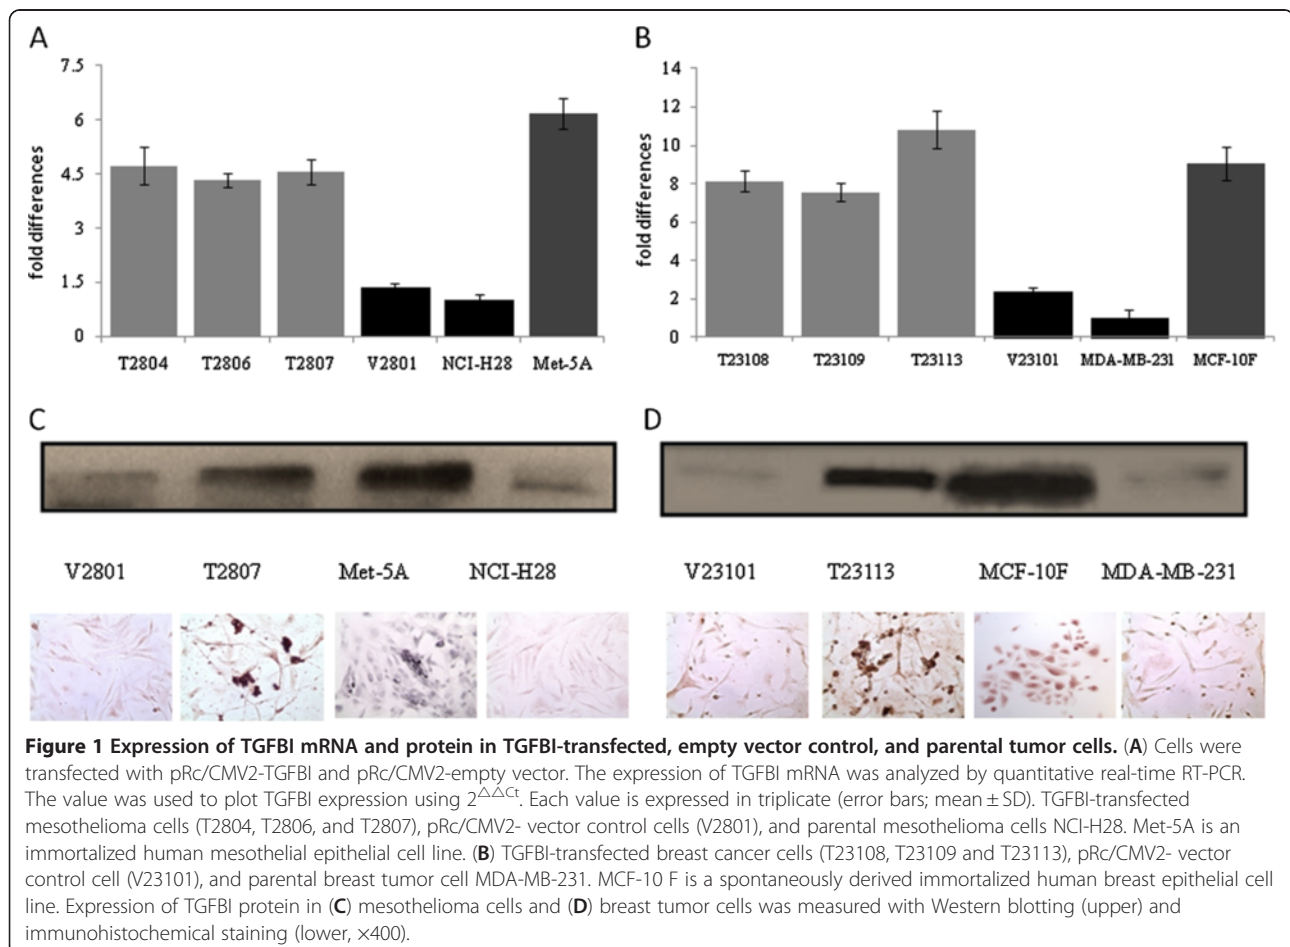 A
B
7.5
6
4.5
3
1.5
0
fold differences
T2804 T2806 T2807 V2801 NCI-H28 Met-5A
14
12
10
8
6
4
2
0
fold differences
T23108 T23109 T23113 V23101 MDA-MB-231 MCF-10F
C
D
V2801 T2807 Met-5A NCI-H28
V23101 T23113 MCF-10F MDA-MB-231
Figure 1 Expression of TGFBI mRNA and protein in TGFBI-transfected, empty vector control, and parental tumor cells. (A) Cells were
transfected with pRc/CMV2-TGFBI and pRc/CMV2-empty vector. The expression of TGFBI mRNA was analyzed by quantitative real-time RT-PCR.
The value was used to plot TGFBI expression using 2^△△Ct. Each value is expressed in triplicate (error bars; mean ± SD). TGFBI-transfected
mesothelioma cells (T2804, T2806, and T2807), pRc/CMV2- vector control cells (V2801), and parental mesothelioma cells NCI-H28. Met-5A is an
immortalized human mesothelial epithelial cell line. (B) TGFBI-transfected breast cancer cells (T23108, T23109 and T23113), pRc/CMV2- vector
control cell (V23101), and parental breast tumor cell MDA-MB-231. MCF-10 F is a spontaneously derived immortalized human breast epithelial cell
line. Expression of TGFBI protein in (C) mesothelioma cells and (D) breast tumor cells was measured with Western blotting (upper) and
immunohistochemical staining (lower, ×400).